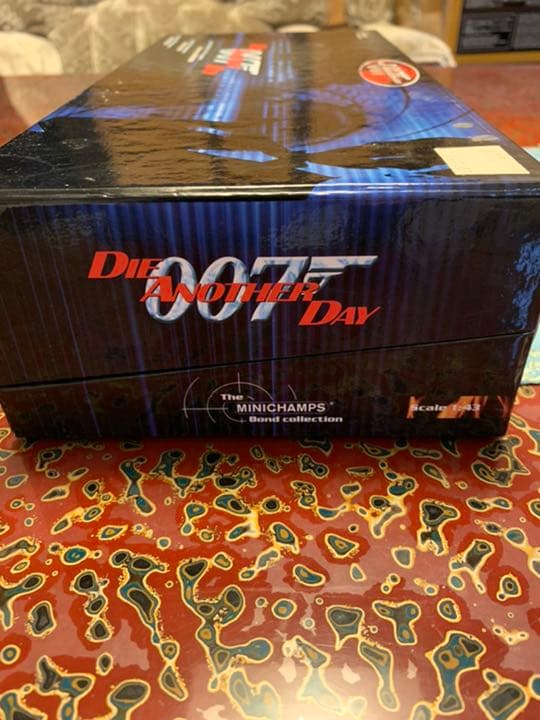 DIE
007
ANOTHER
DAY
The
MINICHAMPS®
Bond collection
Scale 1:43